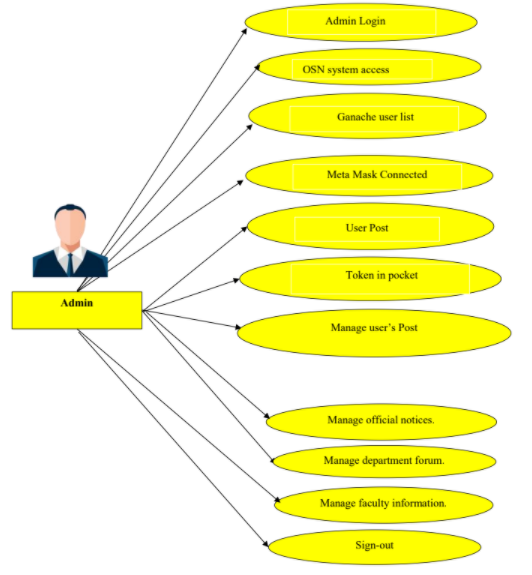 Admin Login
OSN system access
Ganache user list
Meta Mask Connected
User Post
Token in pocket
Admin
Manage user's Post
Manage official notices.
Manage department forum.
Manage faculty information.
Sign-out